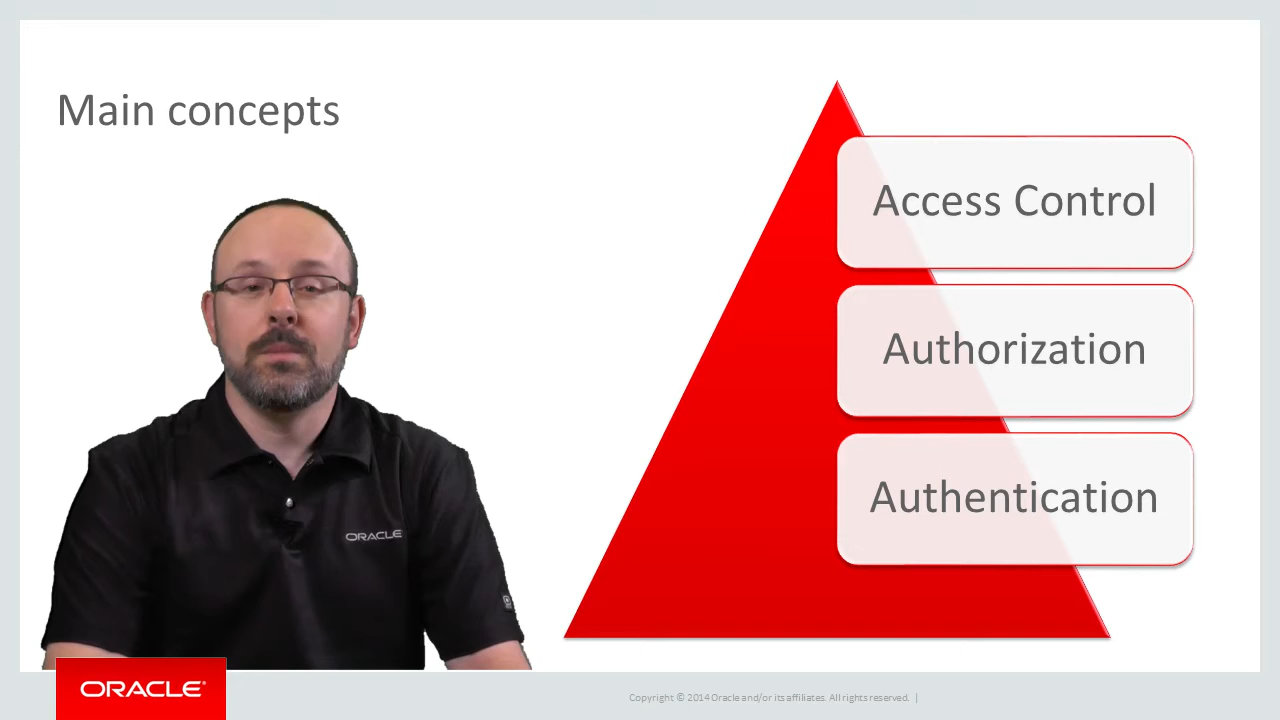 Main concepts
Access Control
Authorization
Authentication
ORACLE
ORACLE®
Copyright © 2014 Oracle and/or its affiliates. All rights reserved. |